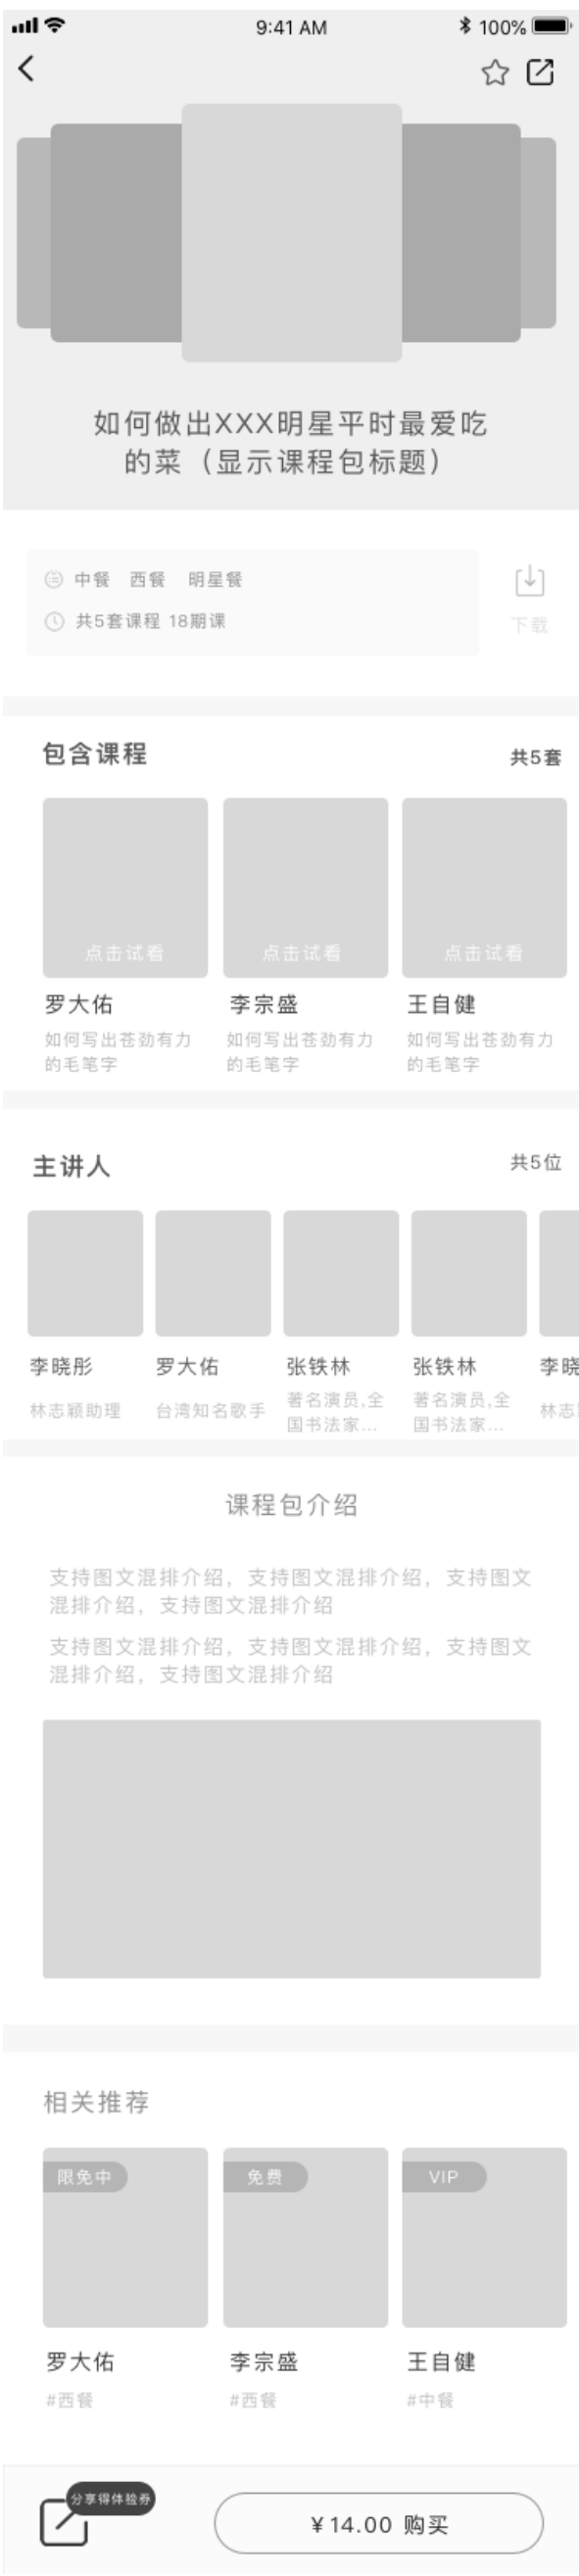 9:41 AM
100%
如何做出XXX明星平时最爱吃
的菜（显示课程包标题）
中餐 西餐 明星餐
共5套课程 18期课
下载
包含课程
共5套
点击试看
点击试看
点击试看
罗大佑
李宗盛
王自健
如何写出苍劲有力
的毛笔字
如何写出苍劲有力
的毛笔字
如何写出苍劲有力
的毛笔字
主讲人
共5位
李晓彤
罗大佑
张铁林
张铁林
李晓
林志颖助理
台湾知名歌手
著名演员,全
国书法家...
著名演员,全
国书法家...
林志
课程包介绍
支持图文混排介绍，支持图文混排介绍，支持图文
混排介绍，支持图文混排介绍
支持图文混排介绍，支持图文混排介绍，支持图文
混排介绍，支持图文混排介绍
相关推荐
限免中
免费
VIP
罗大佑
李宗盛
王自健
#西餐
#西餐
#中餐
分享得体验券
¥14.00 购买